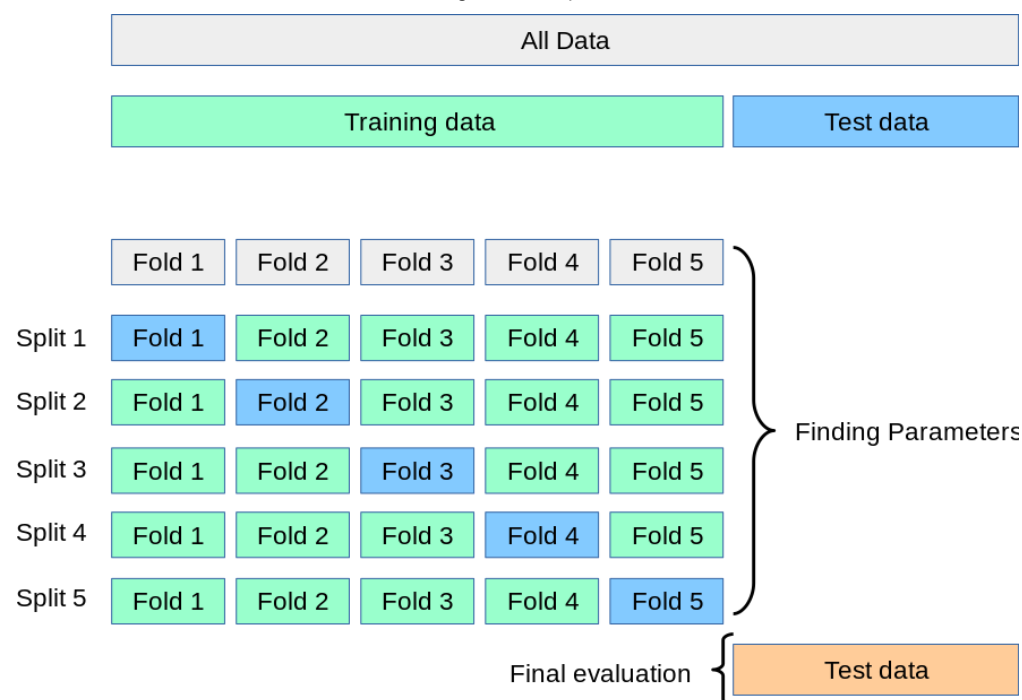 All Data
Training data Test data
Fold 1 Fold 2 Fold 3 Fold 4 Fold 5
Split 1 Fold 1 Fold 2 Fold 3 Fold 4 Fold 5
Split 2 Fold 1 Fold 2 Fold 3 Fold 4 Fold 5
Finding Parameters
Split 3 Fold 1 Fold 2 Fold 3 Fold 4 Fold 5
Split 4 Fold 1 Fold 2 Fold 3 Fold 4 Fold 5
Split 5 Fold 1 Fold 2 Fold 3 Fold 4 Fold 5
Final evaluation Test data